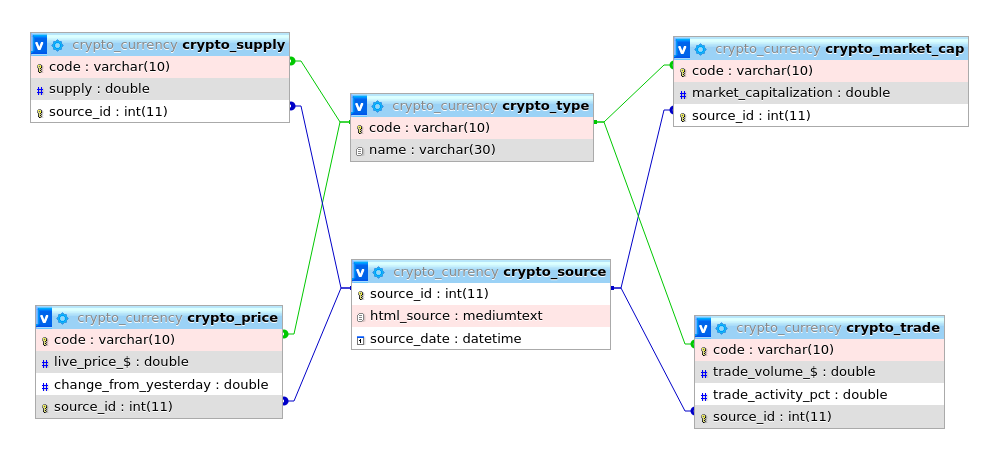 v crypto_currency crypto_supply
code : varchar(10)
# supply : double
source_id : int(11)
v crypto_currency crypto_type
code : varchar(10)
name : varchar(30)
v crypto_currency crypto_market_cap
code : varchar(10)
# market_capitalization : double
source_id : int(11)
v crypto_currency crypto_price
code : varchar(10)
# live_price_$ : double
# change_from_yesterday : double
source_id : int(11)
v crypto_currency crypto_source
source_id : int(11)
html_source : mediumtext
source_date : datetime
v crypto_currency crypto_trade
code : varchar(10)
# trade_volume_$ : double
# trade_activity_pct : double
source_id : int(11)